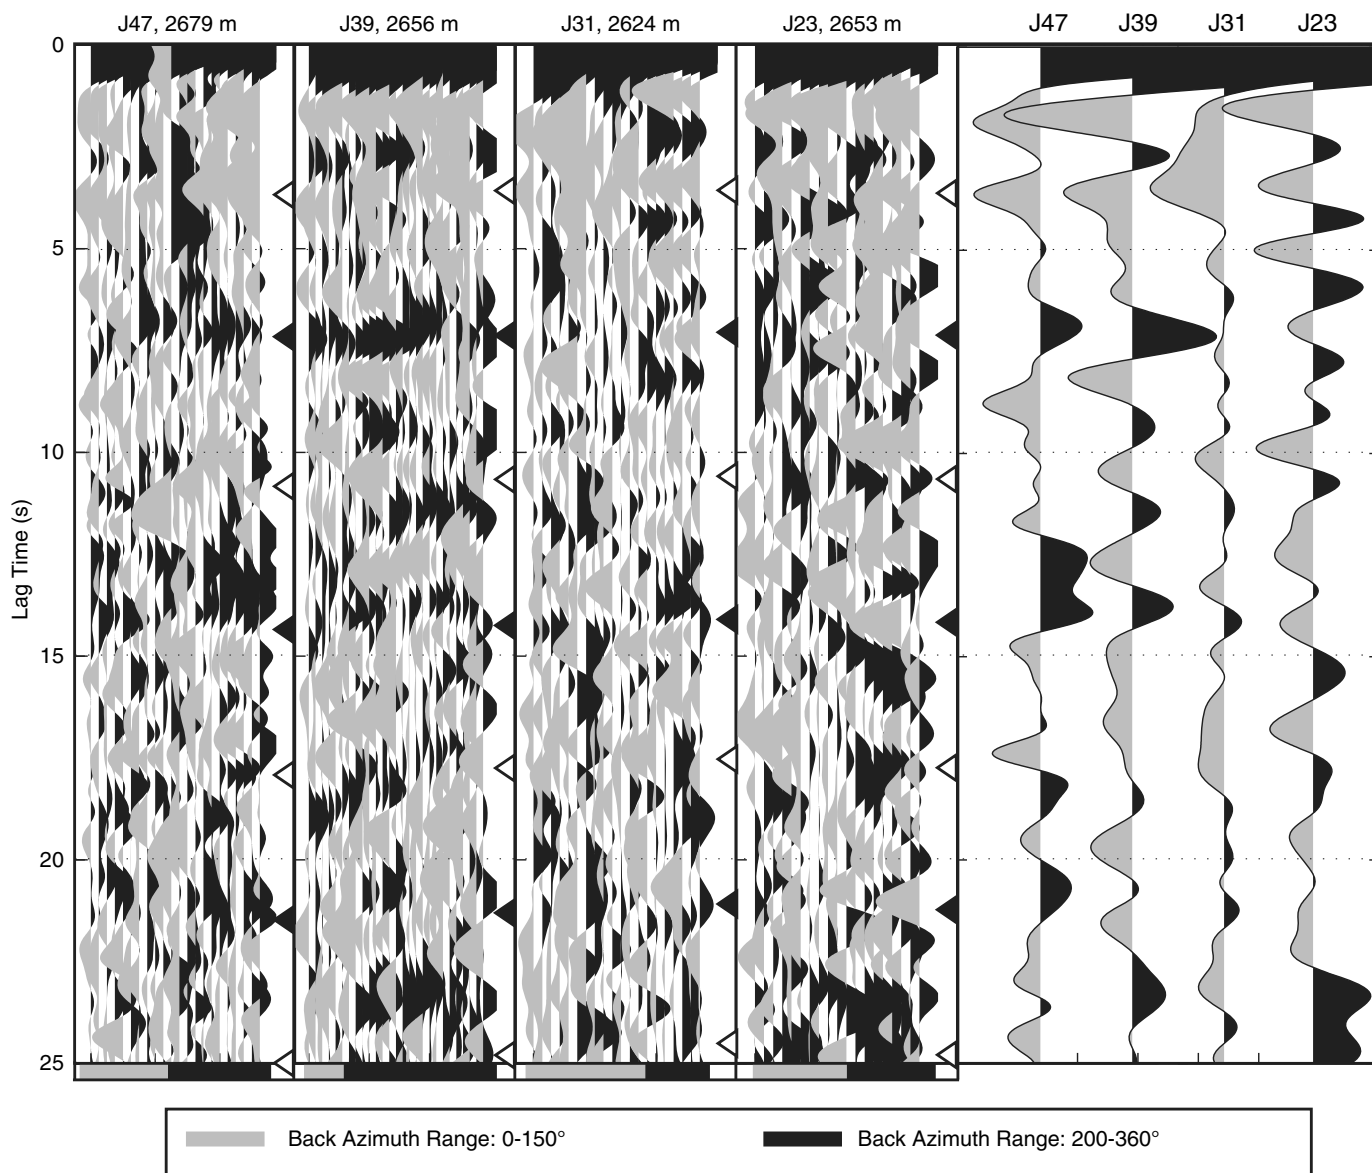 J47, 2679 m J39, 2656 m J31, 2624 m J23, 2653 m J47 J39 J31 J23
0
5
10
15
20
25
Lag Time (s)
Back Azimuth Range: 0-150° Back Azimuth Range: 200-360°